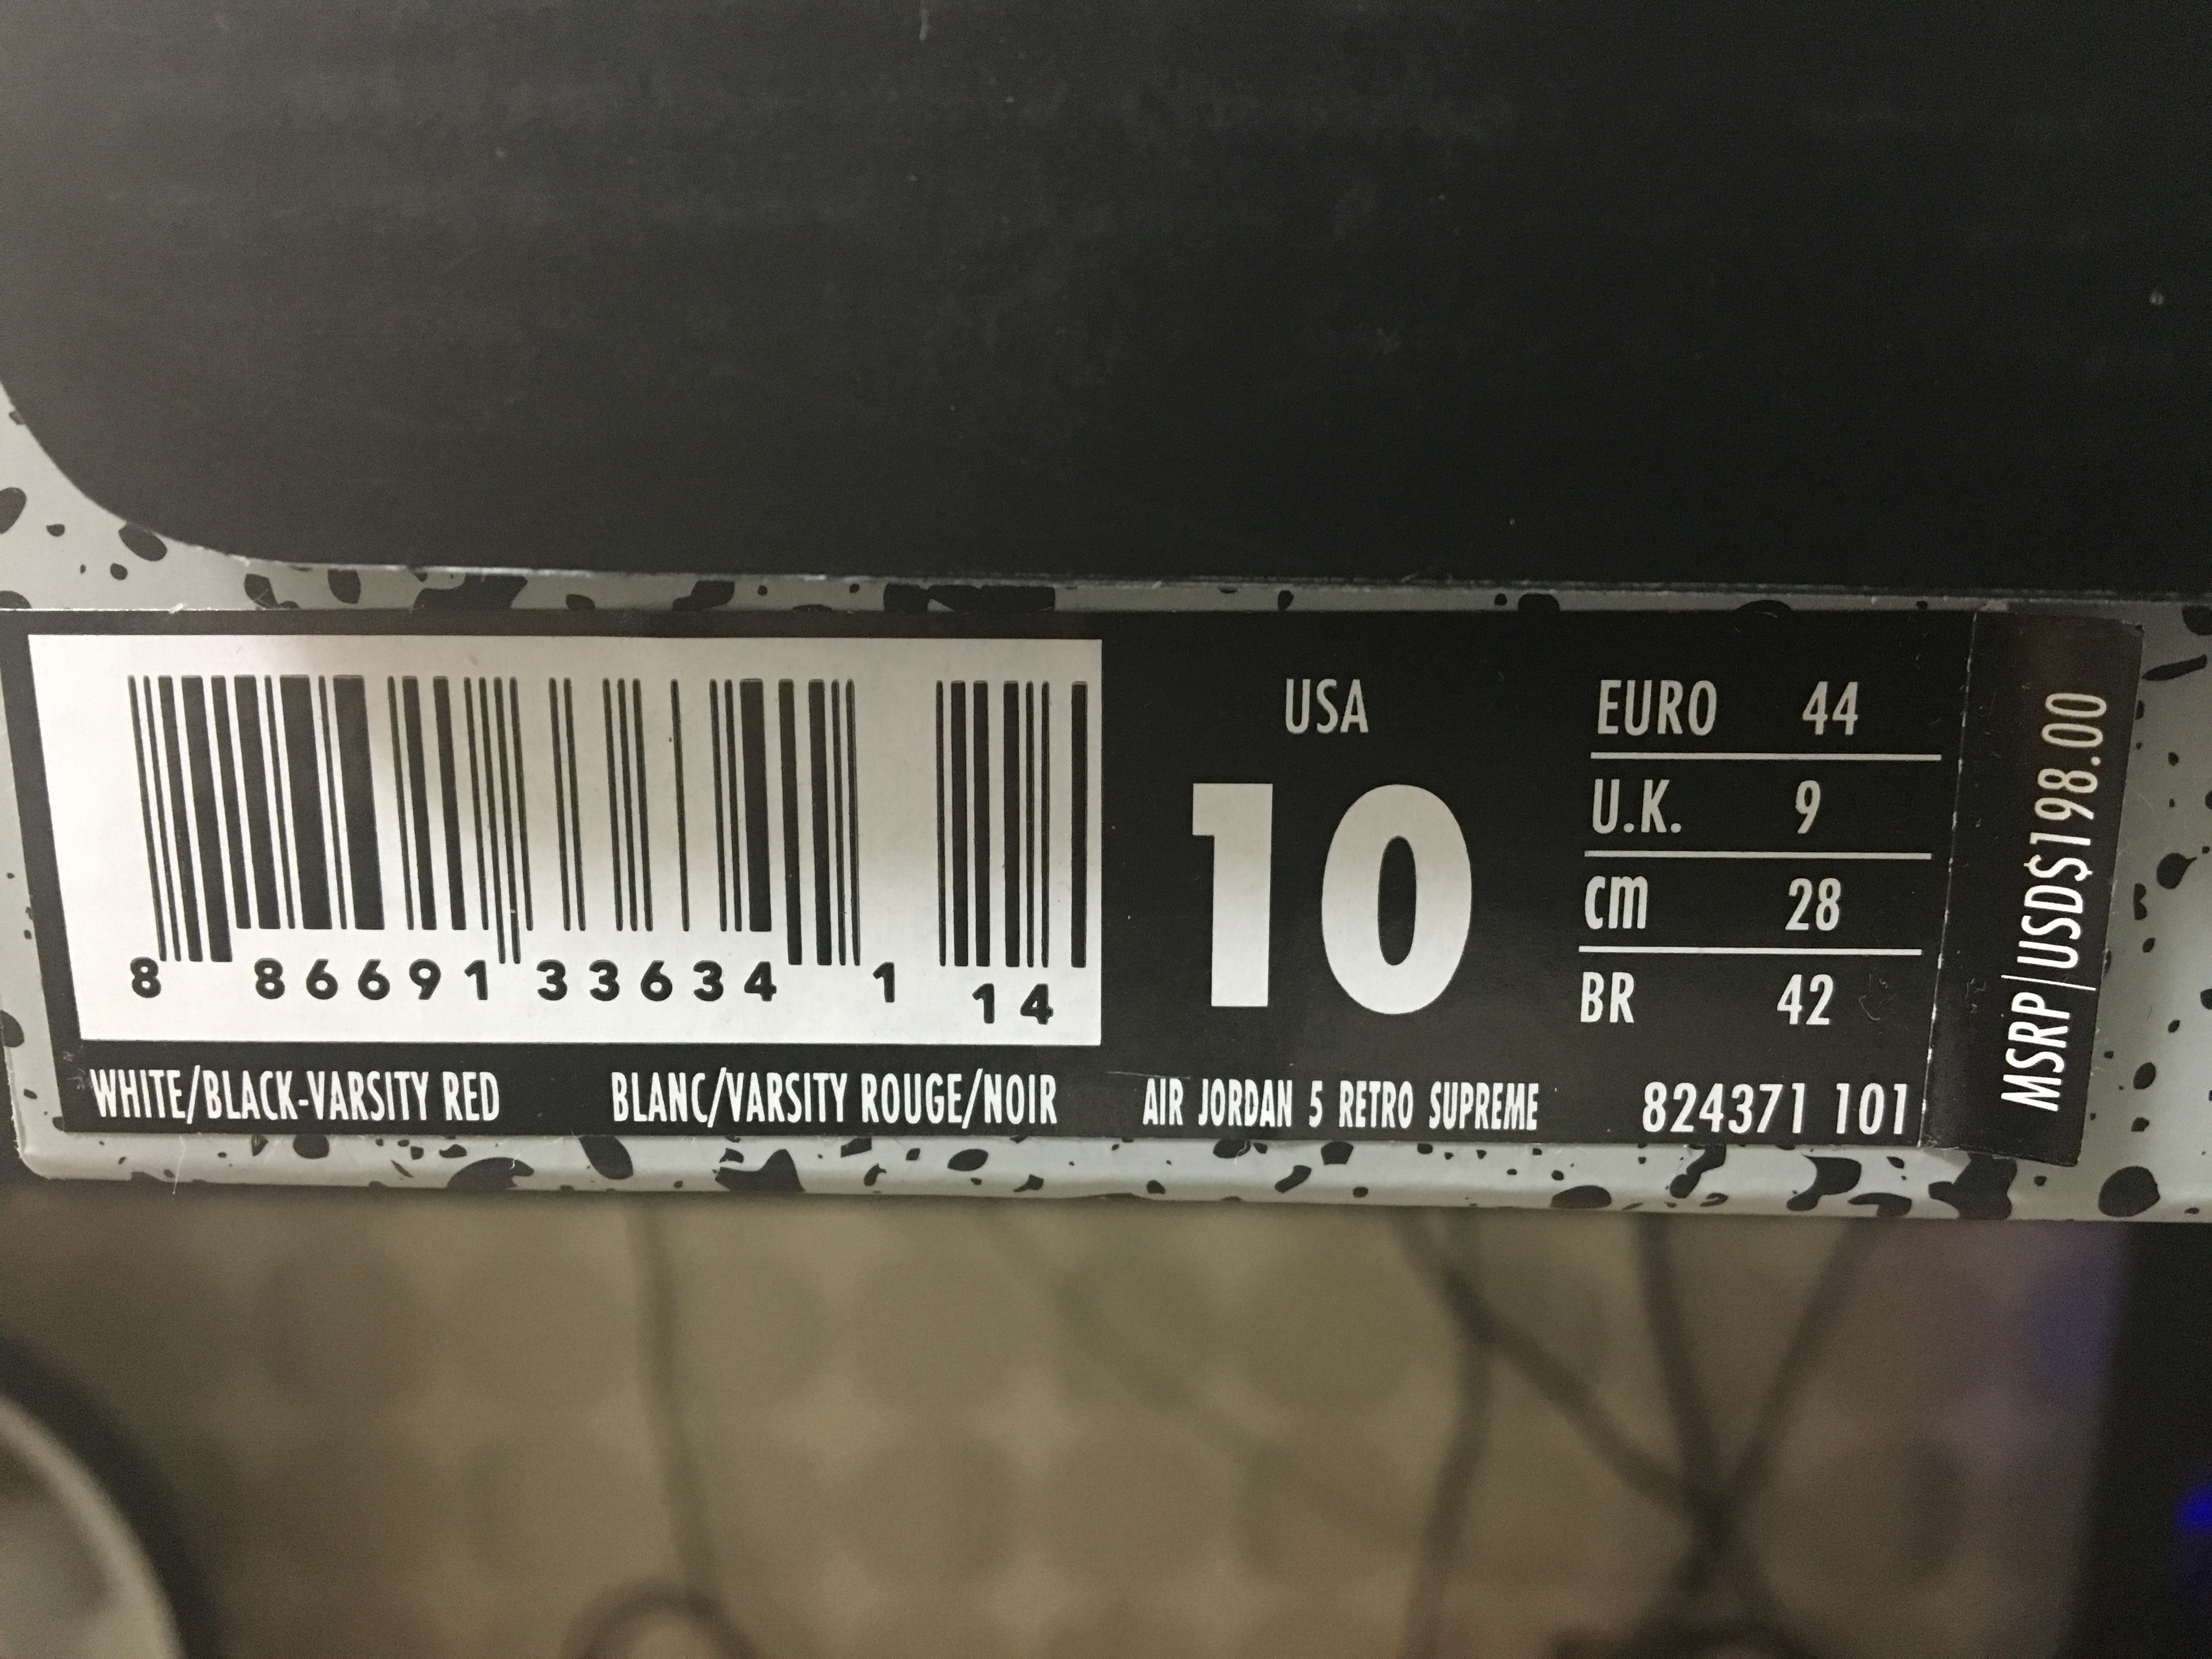 8 86691 33634 1 14
WHITE/BLACK-VARSITY RED BLANC/VARSITY ROUGE/NOIR
USA
10
EURO 44
U.K. 9
cm 28
BR 42
AIR JORDAN 5 RETRO SUPREME 824371 101
MSRP|USD$198.00